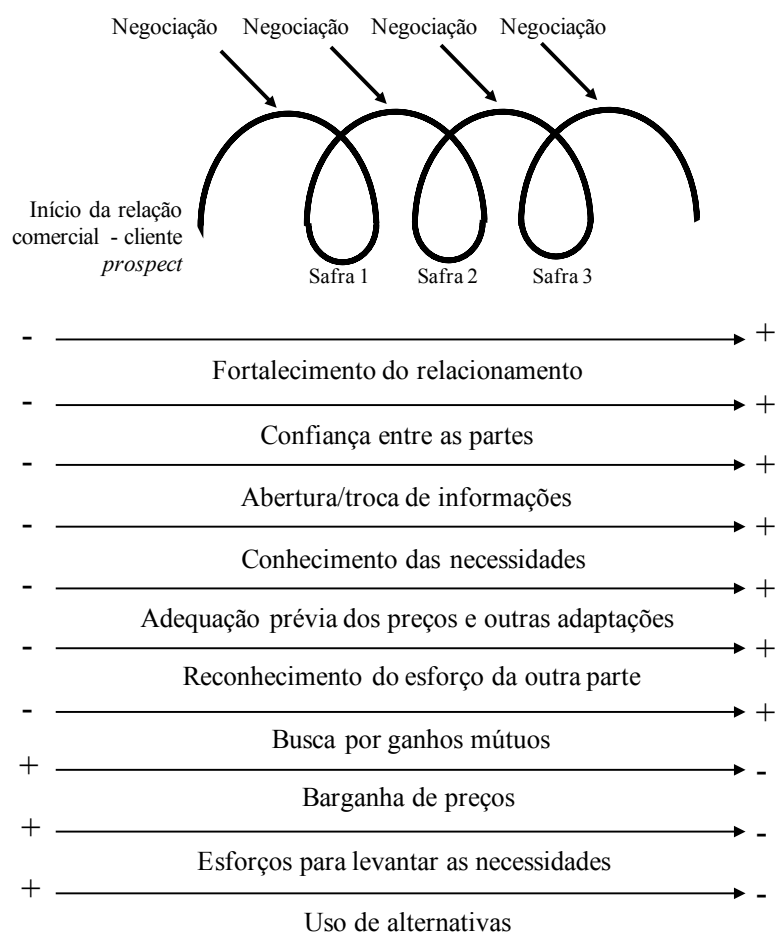 Negociação Negociação Negociação Negociação
Início da relação
comercial - cliente
prospect
Safra 1 Safra 2 Safra 3
- +
Fortalecimento do relacionamento
- +
Confiança entre as partes
- +
Abertura/troca de informações
- +
Conhecimento das necessidades
- +
Adequação prévia dos preços e outras adaptações
- +
Reconhecimento do esforço da outra parte
- +
Busca por ganhos mútuos
+ -
Barganha de preços
+ -
Esforços para levantar as necessidades
+ -
Uso de alternativas